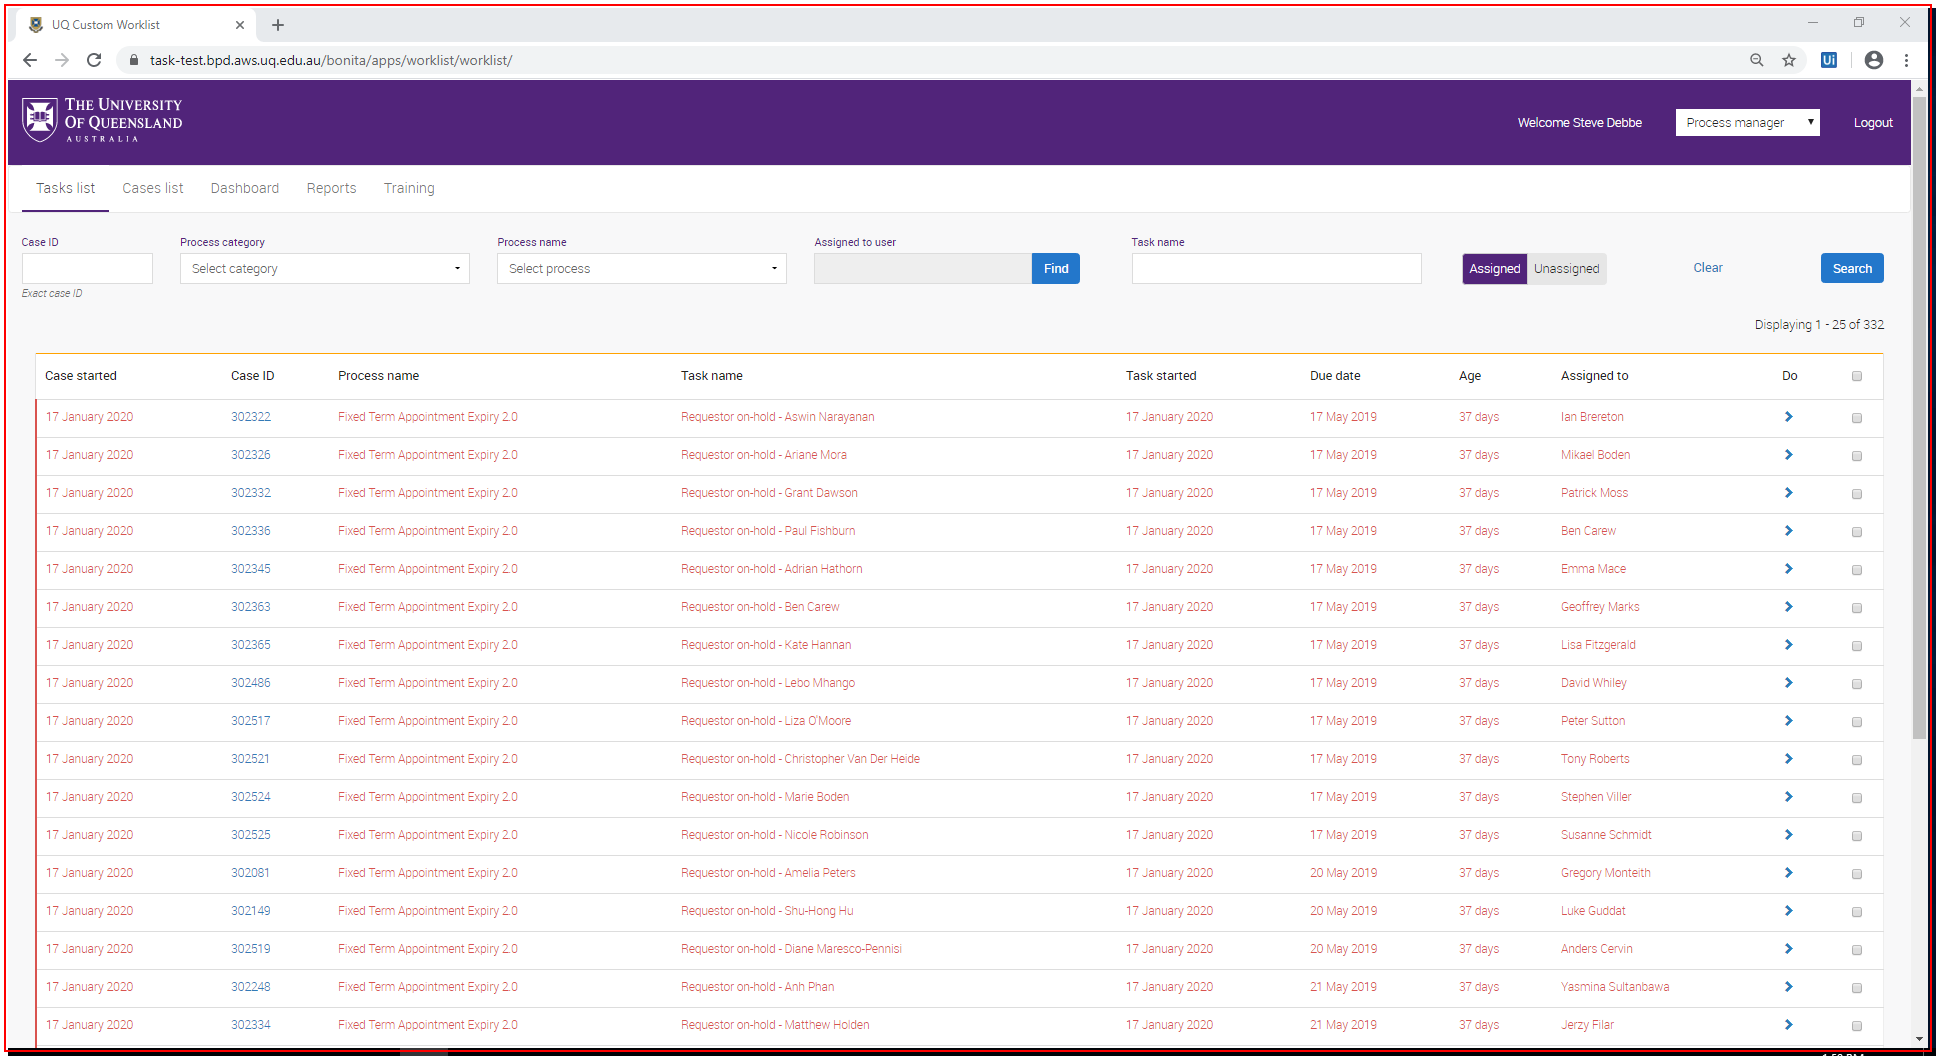 UQ Custom Worklist
task-test.bpd.aws.uq.edu.au/bonita/apps/worklist/worklist/
Ui
THE UNIVERSITY
OF QUEENSLAND
AUSTRALIA
Welcome Steve Debbe
Process manager
Logout
Tasks list Cases list Dashboard Reports Training
Case ID Process category Process name Assigned to user Task name
Select category Select process Find Assigned Unassigned Clear Search
Exact case ID
Displaying 1 - 25 of 332
Case started Case ID Process name Task name Task started Due date Age Assigned to Do
17 January 2020 302322 Fixed Term Appointment Expiry 2.0 Requestor on-hold - Aswin Narayanan 17 January 2020 17 May 2019 37 days Ian Brereton
17 January 2020 302326 Fixed Term Appointment Expiry 2.0 Requestor on-hold - Ariane Mora 17 January 2020 17 May 2019 37 days Mikael Boden
17 January 2020 302332 Fixed Term Appointment Expiry 2.0 Requestor on-hold - Grant Dawson 17 January 2020 17 May 2019 37 days Patrick Moss
17 January 2020 302336 Fixed Term Appointment Expiry 2.0 Requestor on-hold - Paul Fishburn 17 January 2020 17 May 2019 37 days Ben Carew
17 January 2020 302345 Fixed Term Appointment Expiry 2.0 Requestor on-hold - Adrian Hathorn 17 January 2020 17 May 2019 37 days Emma Mace
17 January 2020 302363 Fixed Term Appointment Expiry 2.0 Requestor on-hold - Ben Carew 17 January 2020 17 May 2019 37 days Geoffrey Marks
17 January 2020 302365 Fixed Term Appointment Expiry 2.0 Requestor on-hold - Kate Hannan 17 January 2020 17 May 2019 37 days Lisa Fitzgerald
17 January 2020 302486 Fixed Term Appointment Expiry 2.0 Requestor on-hold - Lebo Mhango 17 January 2020 17 May 2019 37 days David Whiley
17 January 2020 302517 Fixed Term Appointment Expiry 2.0 Requestor on-hold - Liza O'Moore 17 January 2020 17 May 2019 37 days Peter Sutton
17 January 2020 302521 Fixed Term Appointment Expiry 2.0 Requestor on-hold - Christopher Van Der Heide 17 January 2020 17 May 2019 37 days Tony Roberts
17 January 2020 302524 Fixed Term Appointment Expiry 2.0 Requestor on-hold - Marie Boden 17 January 2020 17 May 2019 37 days Stephen Viller
17 January 2020 302525 Fixed Term Appointment Expiry 2.0 Requestor on-hold - Nicole Robinson 17 January 2020 17 May 2019 37 days Susanne Schmidt
17 January 2020 302081 Fixed Term Appointment Expiry 2.0 Requestor on-hold - Amelia Peters 17 January 2020 20 May 2019 37 days Gregory Monteith
17 January 2020 302149 Fixed Term Appointment Expiry 2.0 Requestor on-hold - Shu-Hong Hu 17 January 2020 20 May 2019 37 days Luke Guddat
17 January 2020 302519 Fixed Term Appointment Expiry 2.0 Requestor on-hold - Diane Maresco-Pennisi 17 January 2020 20 May 2019 37 days Anders Cervin
17 January 2020 302248 Fixed Term Appointment Expiry 2.0 Requestor on-hold - Anh Phan 17 January 2020 21 May 2019 37 days Yasmina Sultanbawa
17 January 2020 302334 Fixed Term Appointment Expiry 2.0 Requestor on-hold - Matthew Holden 17 January 2020 21 May 2019 37 days Jerzy Filar